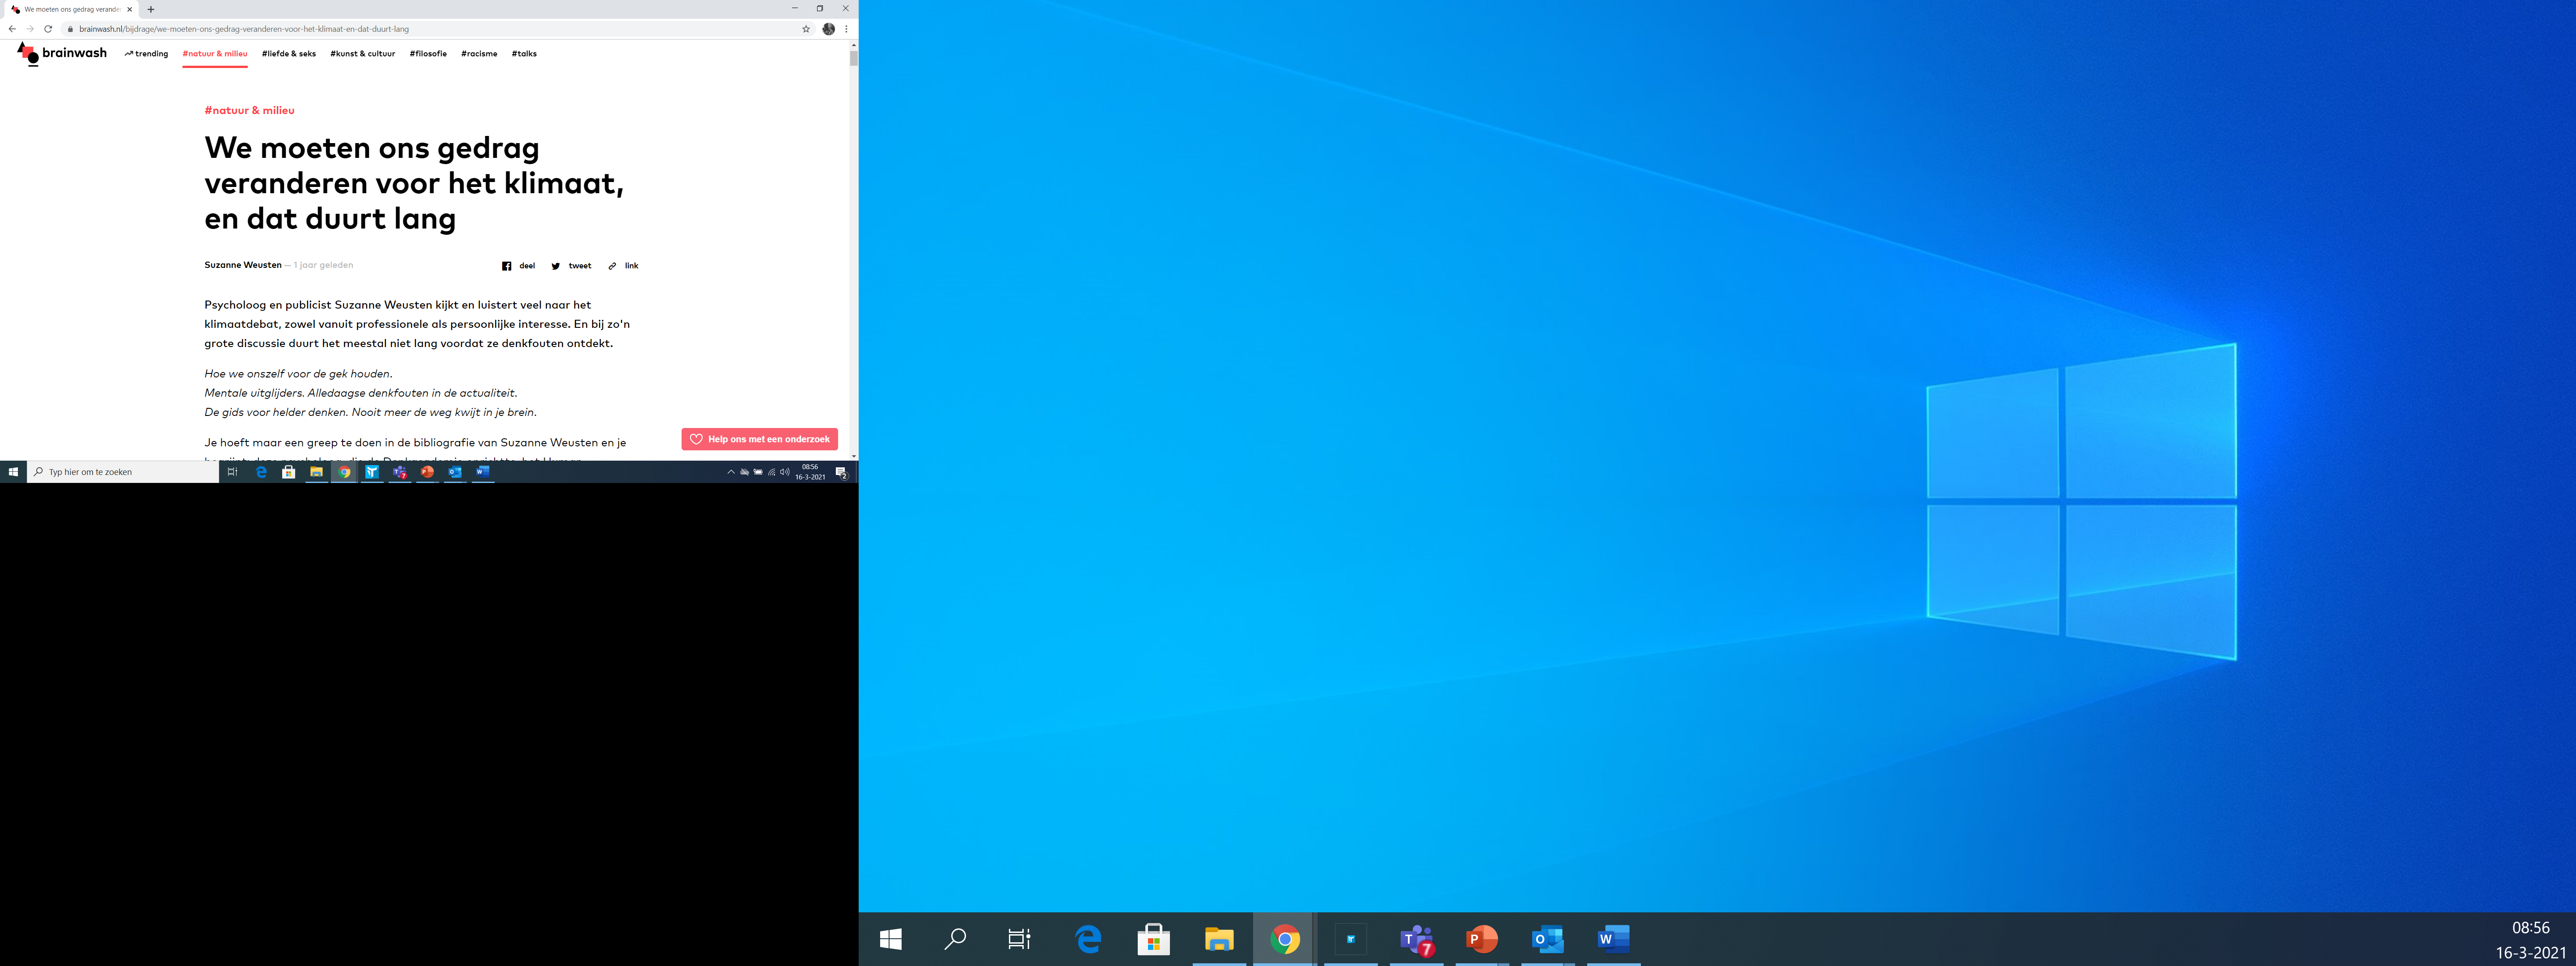 We moeten ons gedrag verander
brainwash.nl/bijdrage/we-moeten-ons-gedrag-veranderen-voor-het-klimaat-en-dat-duurt-lang
brainwash trending #natuur & milieu #liefde & seks #kunst & cultuur #filosofie #racisme #talks
#natuur & milieu
We moeten ons gedrag
veranderen voor het klimaat,
en dat duurt lang
Suzanne Weusten — 1 jaar geleden deel tweet link
Psycholoog en publicist Suzanne Weusten kijkt en luistert veel naar het
klimaatdebat, zowel vanuit professionele als persoonlijke interesse. En bij zo'n
grote discussie duurt het meestal niet lang voordat ze denkfouten ontdekt.
Hoe we onszelf voor de gek houden.
Mentale uitglijders. Alledaagse denkfouten in de actualiteit.
De gids voor helder denken. Nooit meer de weg kwijt in je brein.
Je hoeft maar een greep te doen in de bibliografie van Suzanne Weusten en je
Help ons met een onderzoek
Typ hier om te zoeken
7
08:56
16-3-2021
2
T 7 P O W
08:56
16-3-2021